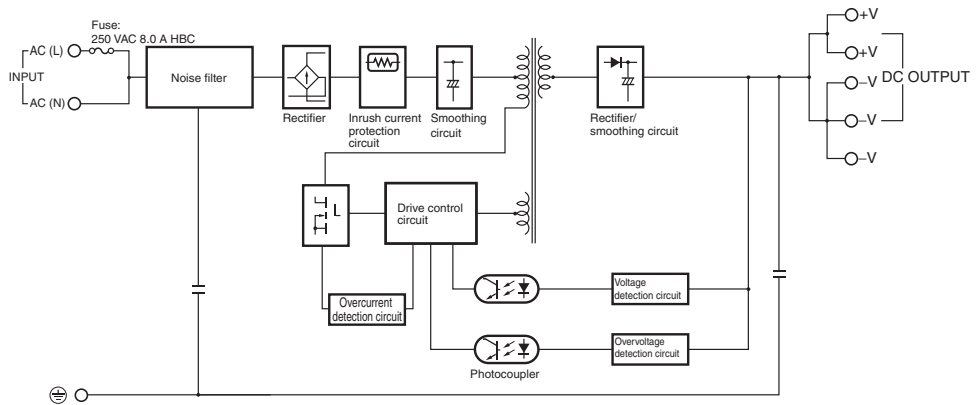 Fuse:
250 VAC 8.0 A HBC
AC (L)
INPUT
AC (N)
Noise filter
Rectifier
Inrush current
protection
circuit
Smoothing
circuit
Rectifier/
smoothing circuit
+V
+V
–V
DC OUTPUT
–V
–V
L
Drive control
circuit
Overcurrent
detection circuit
Voltage
detection circuit
Overvoltage
detection circuit
Photocoupler